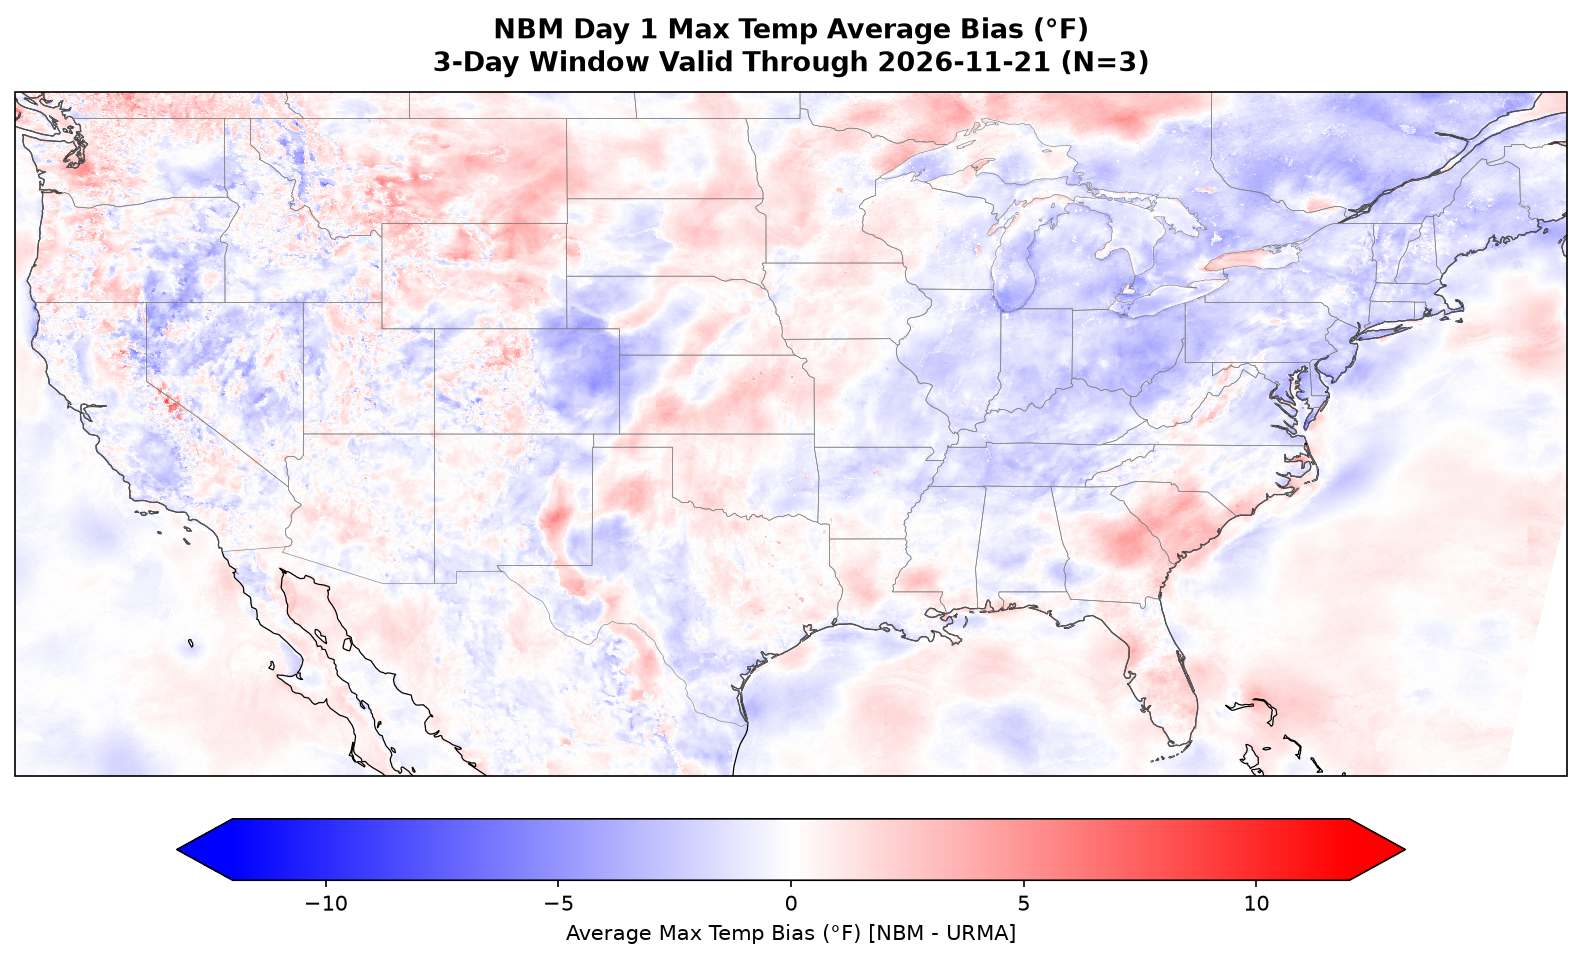 NBM Day 1 Max Temp Average Bias (°F)
3-Day Window Valid Through 2026-11-21 (N=3)
−10 −5 0 5 10
Average Max Temp Bias (°F) [NBM - URMA]